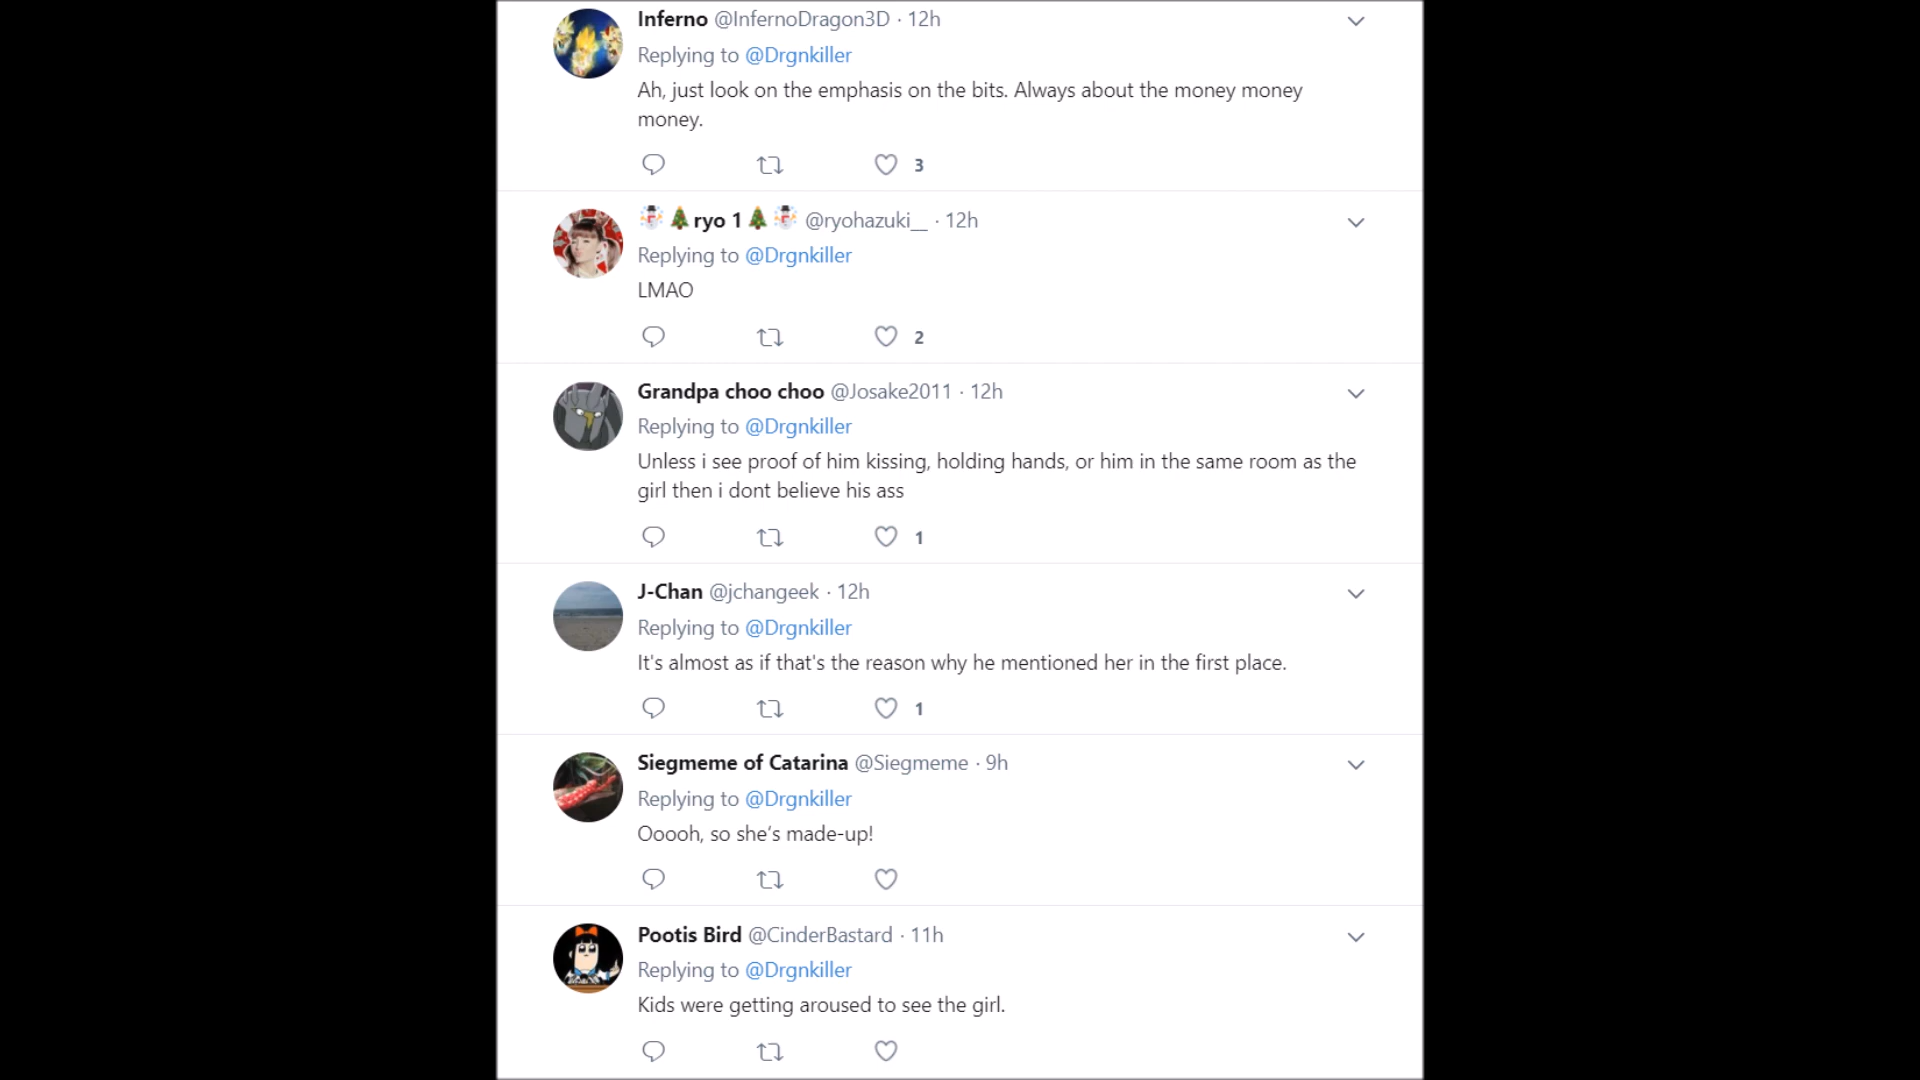 Inferno @InfernoDragon3D · 12h
Replying to @Drgnkiller
Ah, just look on the emphasis on the bits. Always about the money money
money.
3
☃️🎄ryo 1🎄☃️ @ryohazuki__ · 12h
Replying to @Drgnkiller
LMAO
2
Grandpa choo choo @Josake2011 · 12h
Replying to @Drgnkiller
Unless i see proof of him kissing, holding hands, or him in the same room as the
girl then i dont believe his ass
1
J-Chan @jchangeek · 12h
Replying to @Drgnkiller
It's almost as if that's the reason why he mentioned her in the first place.
1
Siegmeme of Catarina @Siegmeme · 9h
Replying to @Drgnkiller
Ooooh, so she’s made-up!
Pootis Bird @CinderBastard · 11h
Replying to @Drgnkiller
Kids were getting aroused to see the girl.